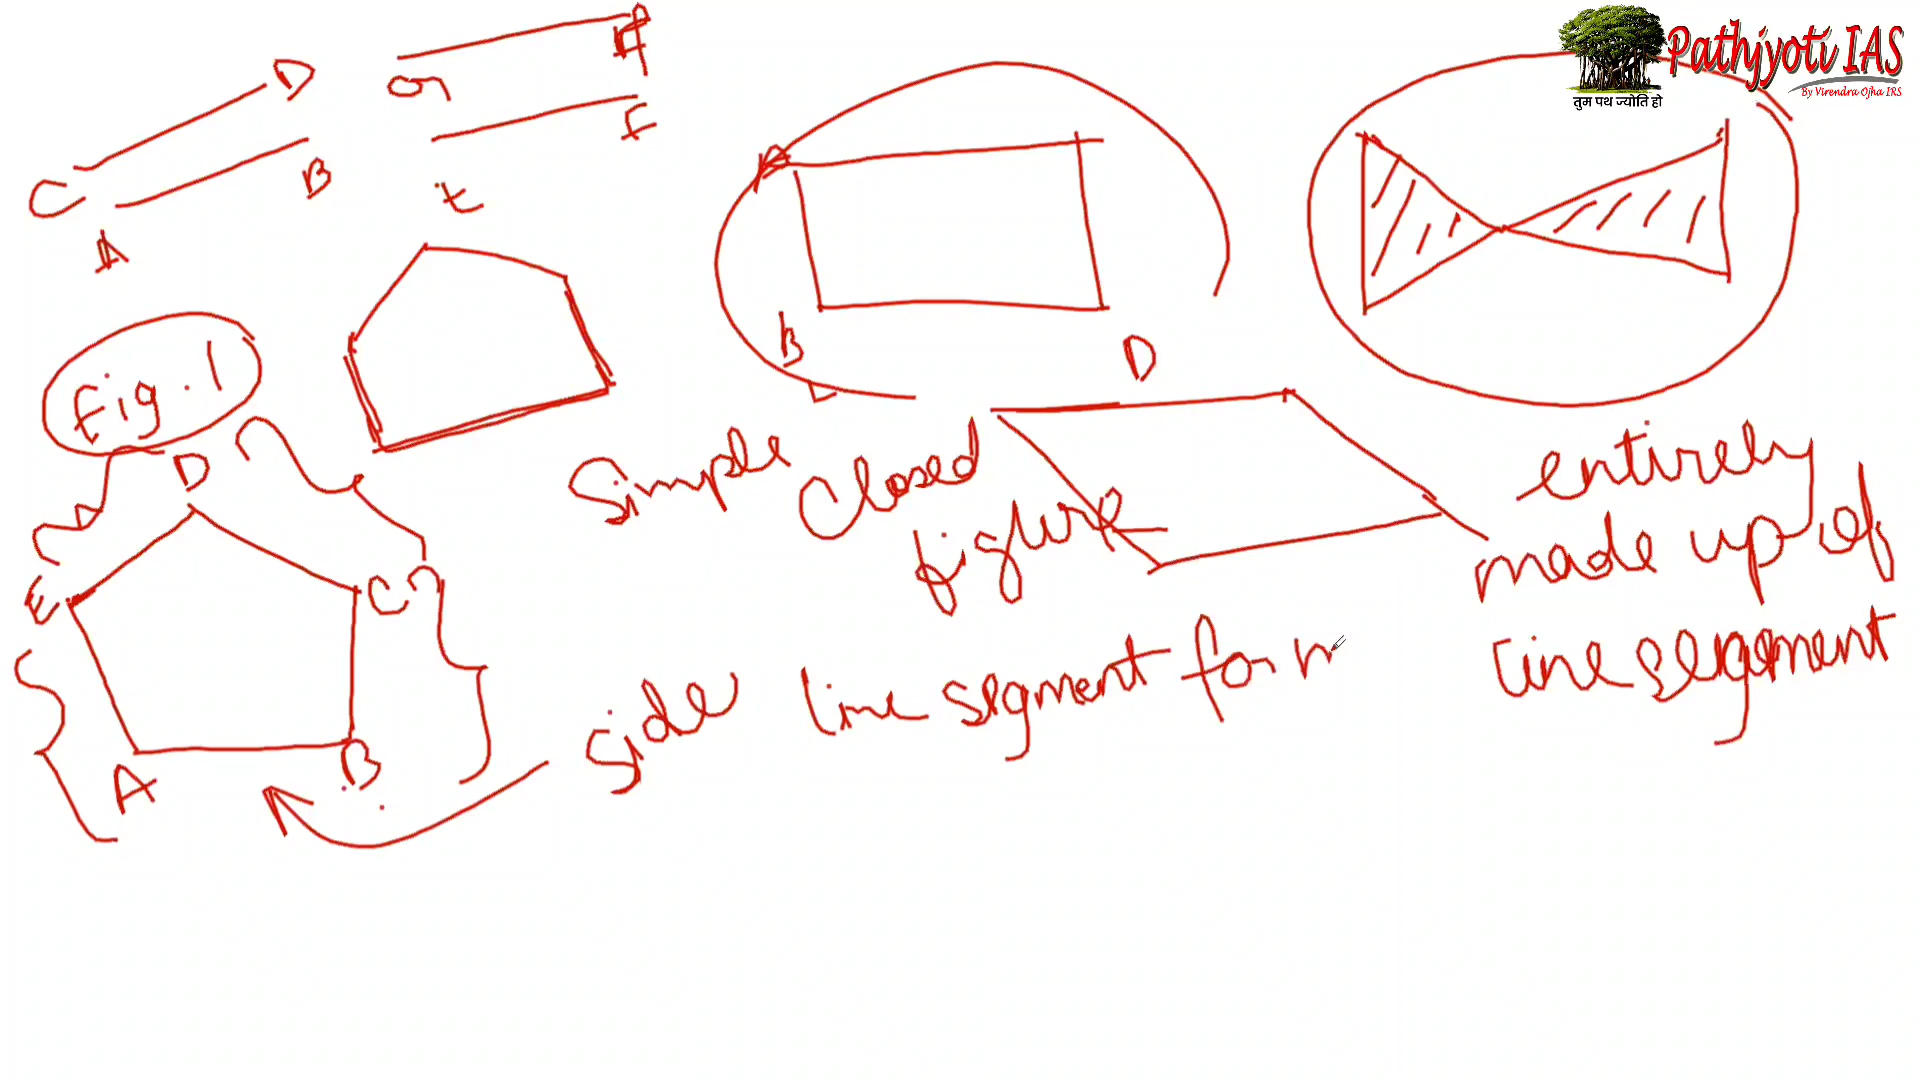 Pathjyoti IAS
By Virendra Ojha IRS
तुम पथ ज्योति हो
D
C
B
A
F
Fig. 1
B
D
Simple Closed figure
entirely
made up of
line segment
D
E
C
A
B
side line segment for